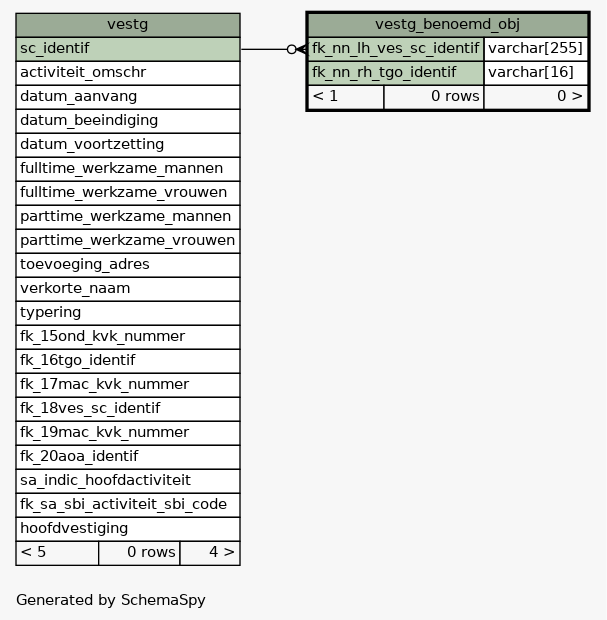 vestg
sc_identif
activiteit_omschr
datum_aanvang
datum_beeindiging
datum_voortzetting
fulltime_werkzame_mannen
fulltime_werkzame_vrouwen
parttime_werkzame_mannen
parttime_werkzame_vrouwen
toevoeging_adres
verkorte_naam
typering
fk_15ond_kvk_nummer
fk_16tgo_identif
fk_17mac_kvk_nummer
fk_18ves_sc_identif
fk_19mac_kvk_nummer
fk_20aoa_identif
sa_indic_hoofdactiviteit
fk_sa_sbi_activiteit_sbi_code
hoofdvestiging
< 5 0 rows 4 >
vestg_benoemd_obj
fk_nn_lh_ves_sc_identif varchar[255]
fk_nn_rh_tgo_identif varchar[16]
< 1 0 rows 0 >
Generated by SchemaSpy